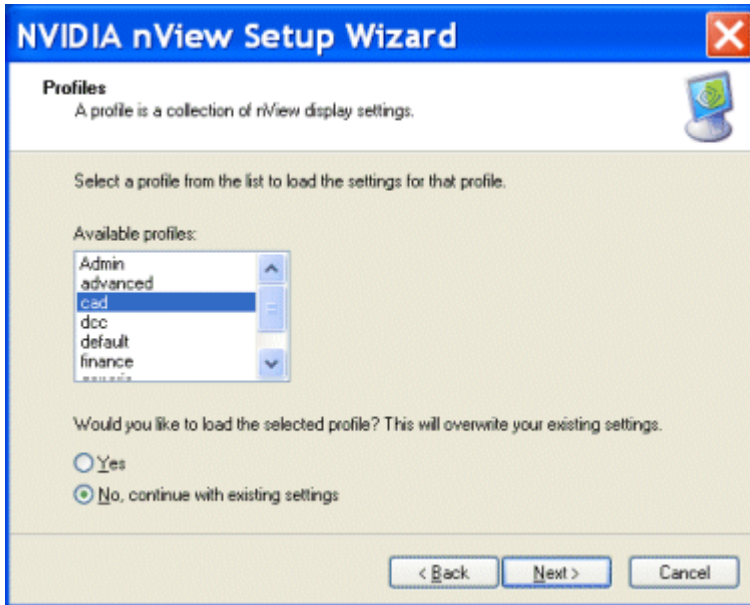 NVIDIA nView Setup Wizard
Profiles
A profile is a collection of nView display settings.
Select a profile from the list to load the settings for that profile.
Available profiles:
Admin
advanced
cad
dcc
default
finance
Would you like to load the selected profile? This will overwrite your existing settings.
Yes
No, continue with existing settings
< Back Next > Cancel